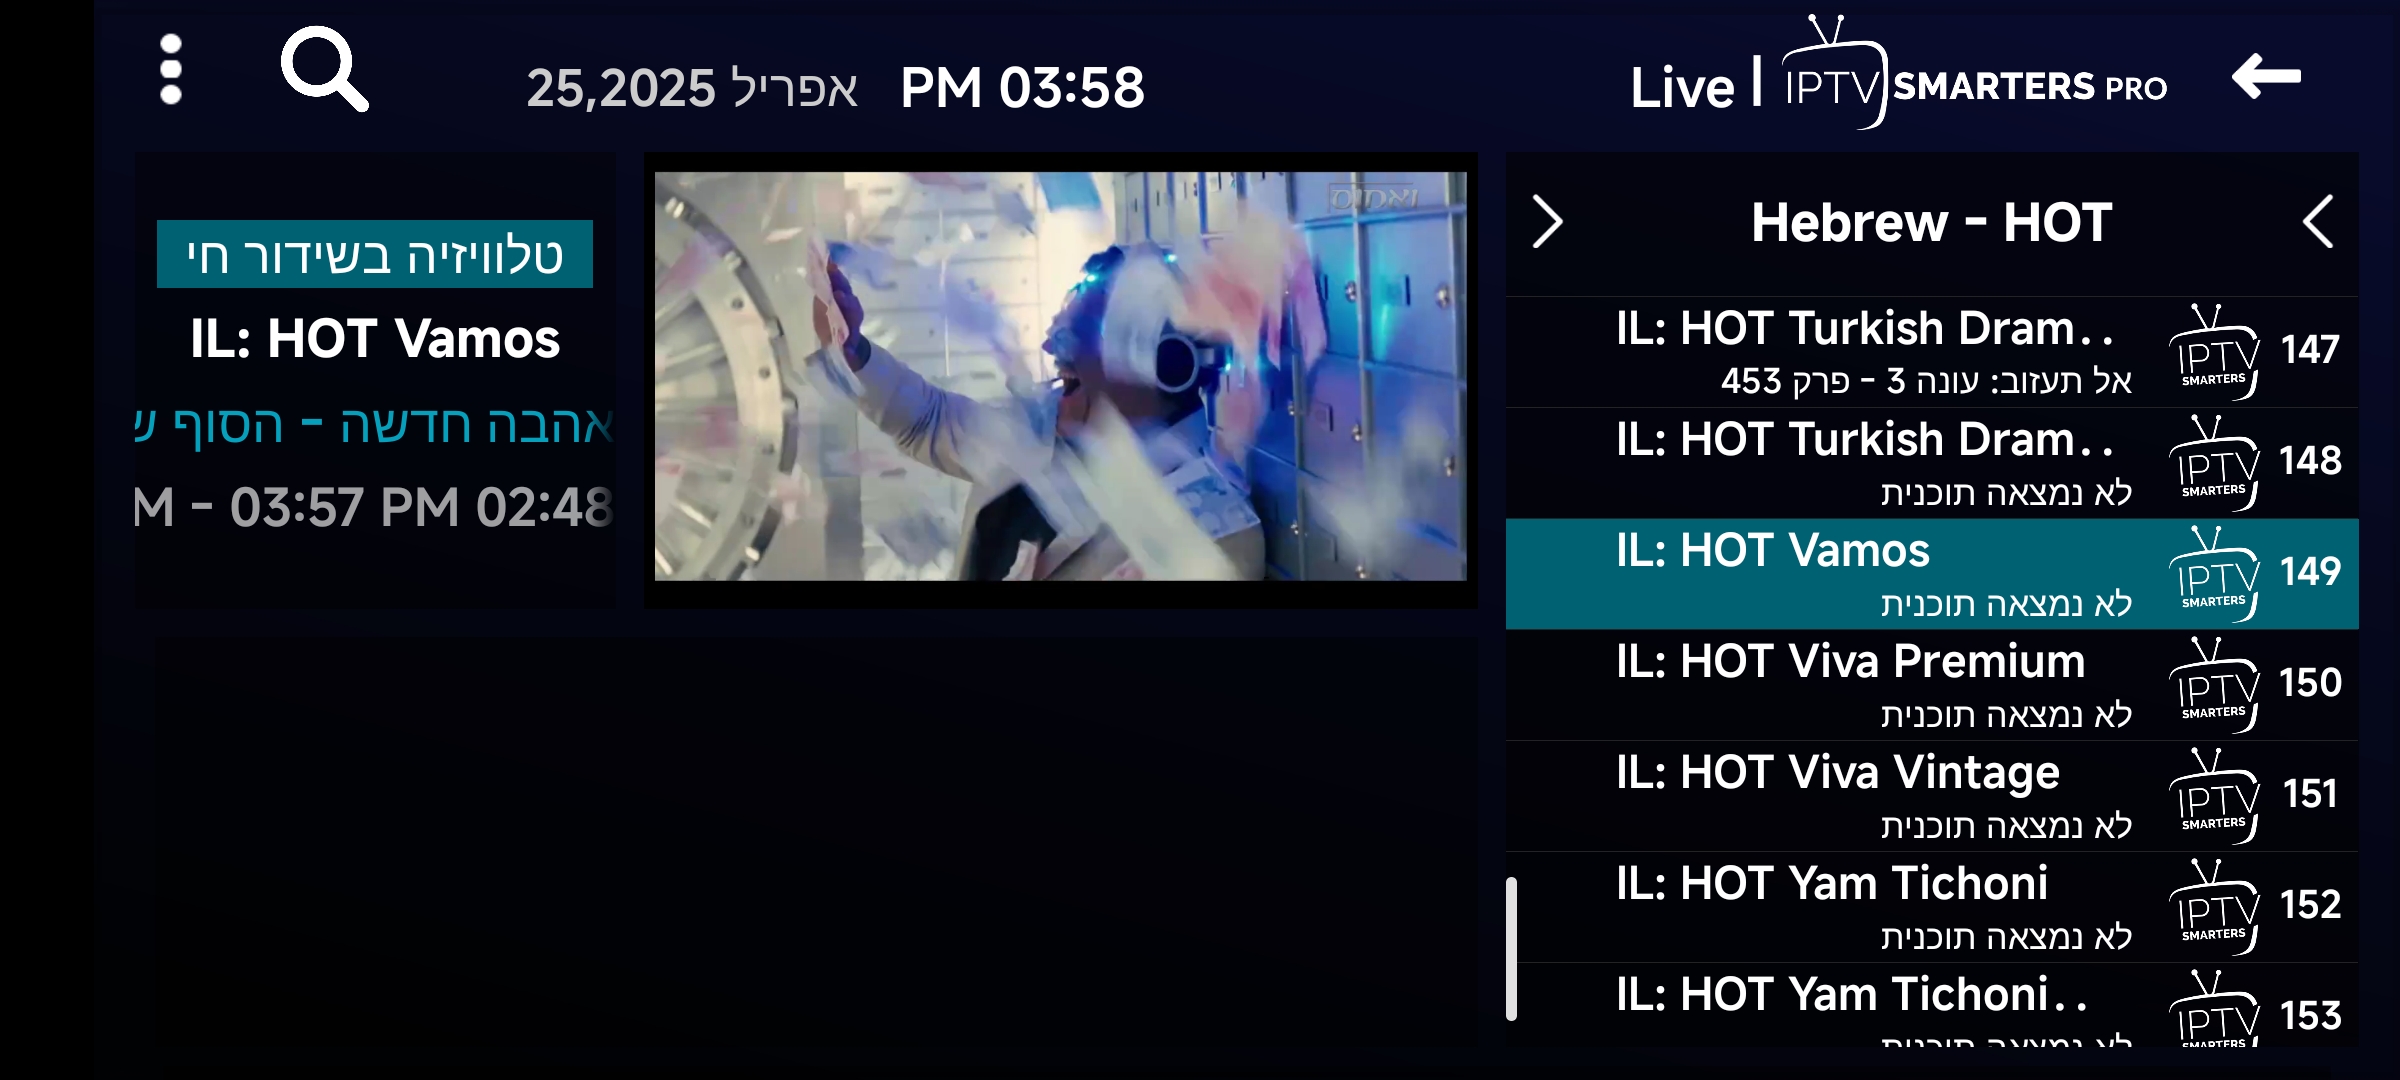 25,2025 אפריל PM 03:58
Live | IPTV SMARTERS PRO
טלוויזיה בשידור חי
IL: HOT Vamos
אהבה חדשה - הסוף ש
M - 03:57 PM 02:48
ואמוס
Hebrew - HOT
IL: HOT Turkish Dram..
אל תעזוב: עונה 3 - פרק 453
IPTV SMARTERS
147
IL: HOT Turkish Dram..
לא נמצאה תוכנית
IPTV SMARTERS
148
IL: HOT Vamos
לא נמצאה תוכנית
IPTV SMARTERS
149
IL: HOT Viva Premium
לא נמצאה תוכנית
IPTV SMARTERS
150
IL: HOT Viva Vintage
לא נמצאה תוכנית
IPTV SMARTERS
151
IL: HOT Yam Tichoni
לא נמצאה תוכנית
IPTV SMARTERS
152
IL: HOT Yam Tichoni..
לא נמצאה תוכנית
IPTV SMARTERS
153